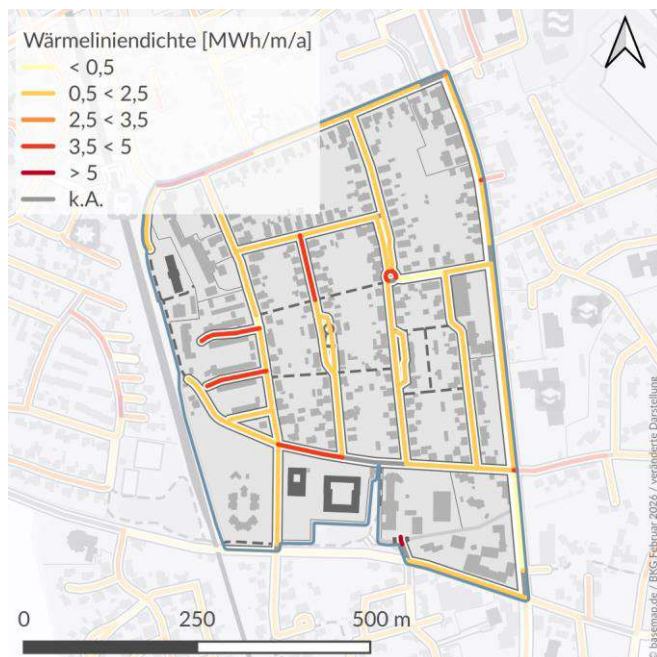 Wärmeliniendichte [MWh/m/a]
< 0,5
0,5 < 2,5
2,5 < 3,5
3,5 < 5
> 5
k.A.
0 250 500 m
© basemap.de / BKG Februar 2026 / veränderte Darstellung